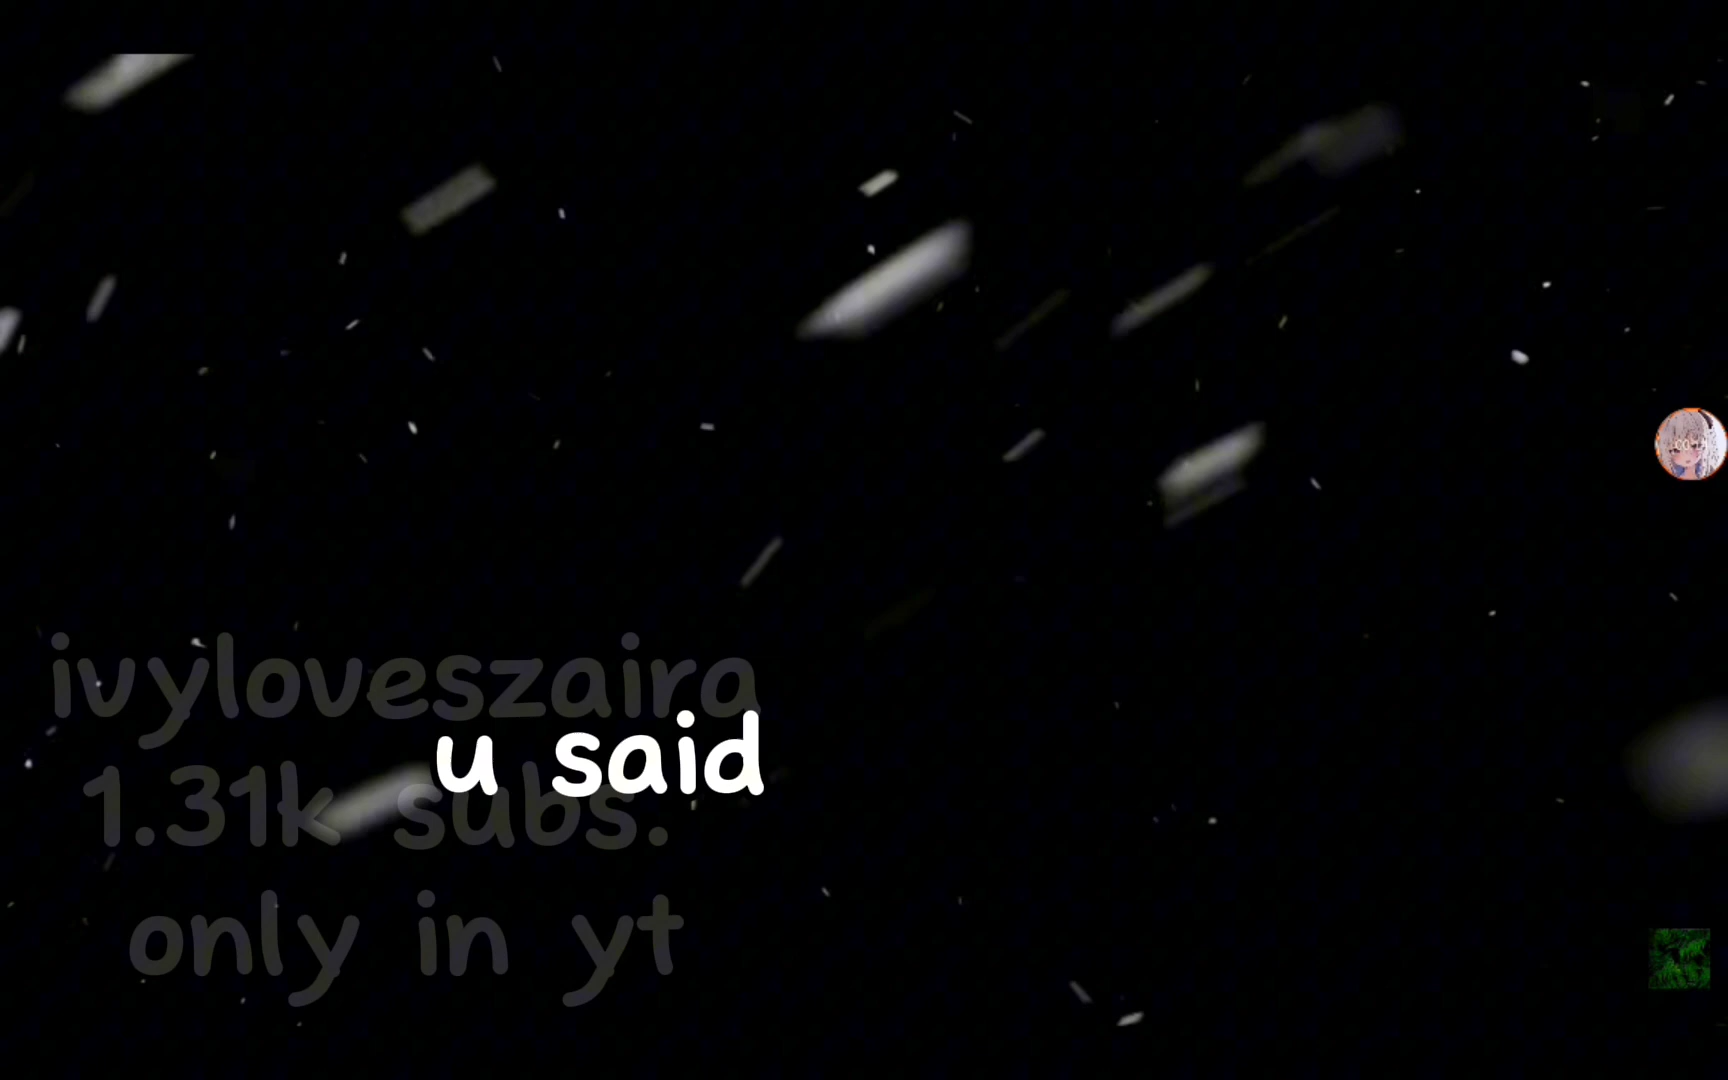 ivyloveszaira
u said
1.31k subs.
only in yt